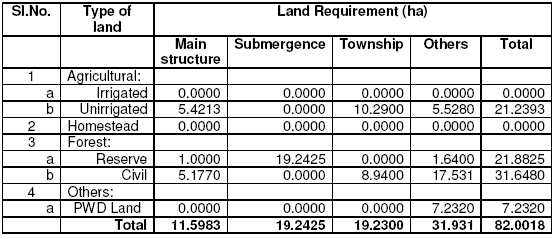 Sl.No. Type of land Land Requirement (ha)
Main structure Submergence Township Others Total
1 Agricultural:
a Irrigated 0.0000 0.0000 0.0000 0.0000 0.0000
b Unirrigated 5.4213 0.0000 10.2900 5.5280 21.2393
2 Homestead 0.0000 0.0000 0.0000 0.0000 0.0000
3 Forest:
a Reserve 1.0000 19.2425 0.0000 1.6400 21.8825
b Civil 5.1770 0.0000 8.9400 17.531 31.6480
4 Others:
a PWD Land 0.0000 0.0000 0.0000 7.2320 7.2320
Total 11.5983 19.2425 19.2300 31.931 82.0018